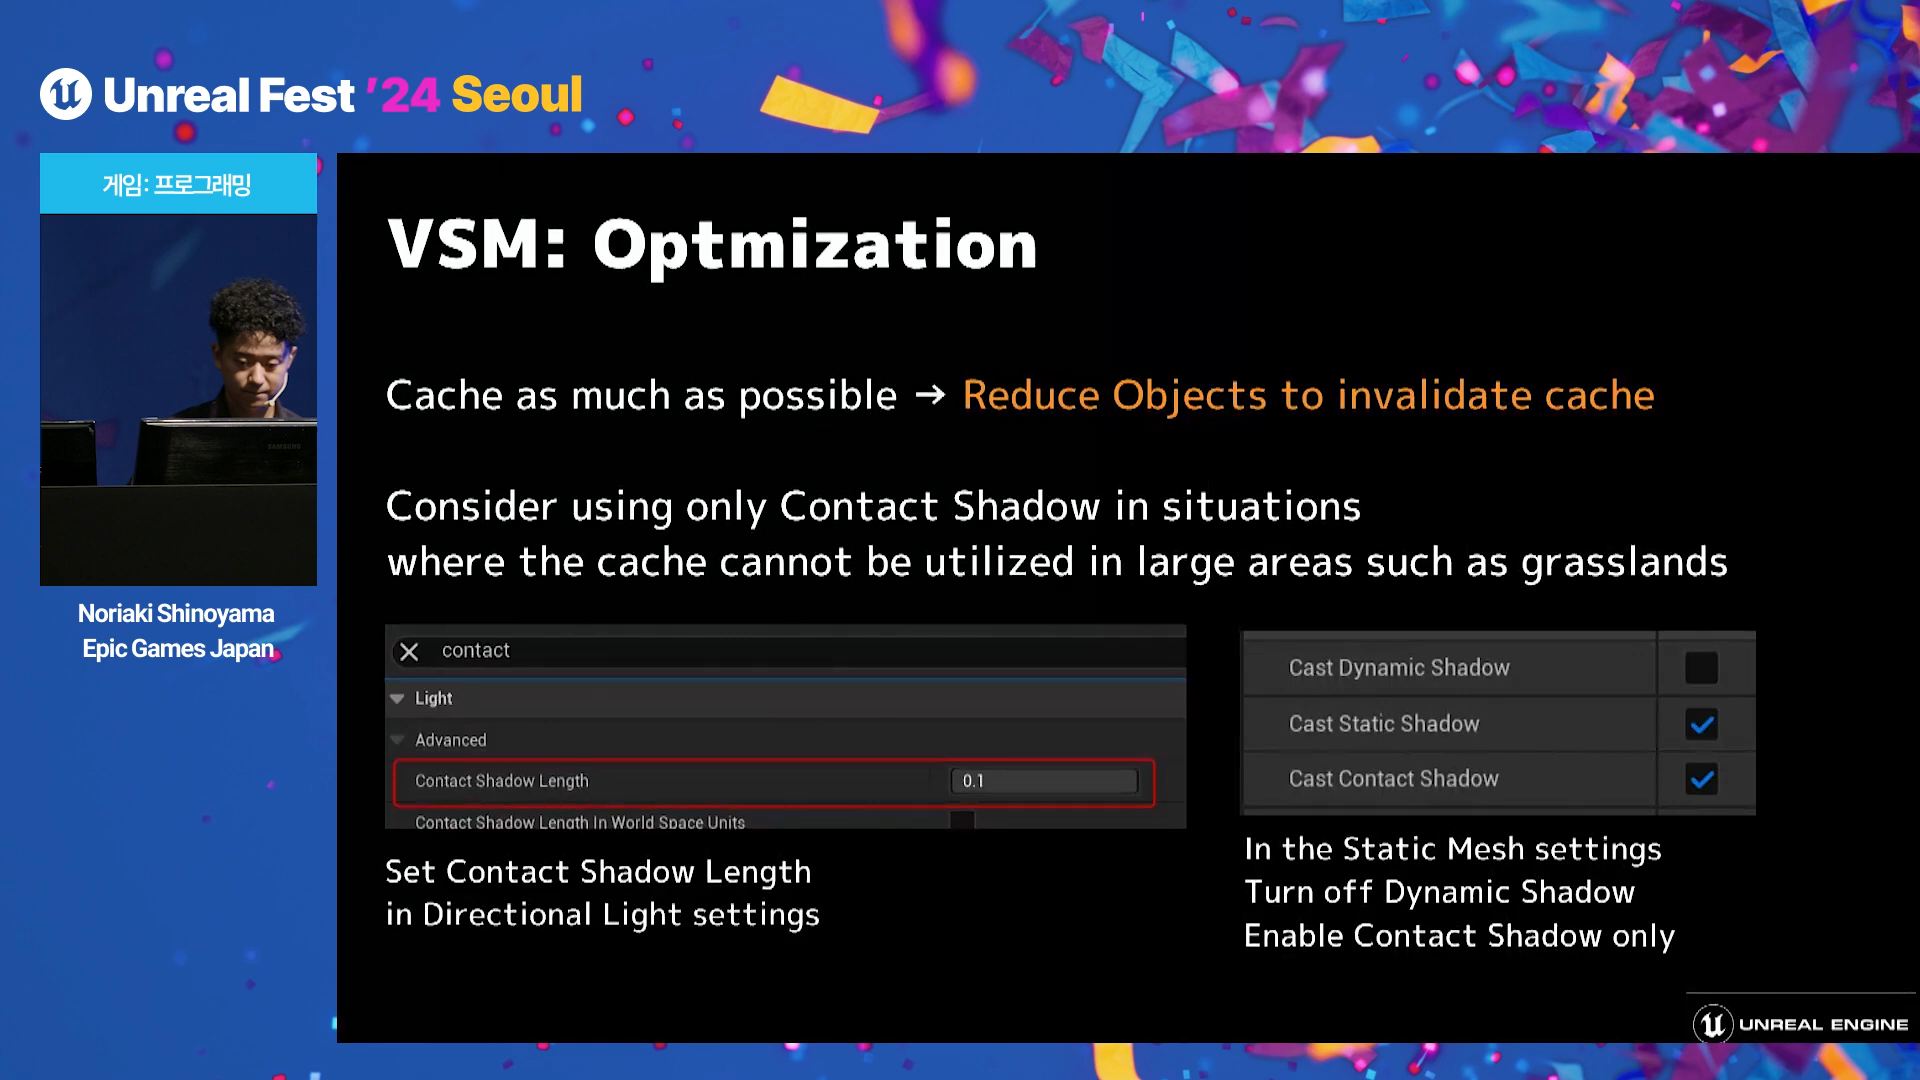 Unreal Fest '24 Seoul
게임: 프로그래밍
SAMSUNG
Noriaki Shinoyama
Epic Games Japan
VSM: Optmization
Cache as much as possible → Reduce Objects to invalidate cache
Consider using only Contact Shadow in situations
where the cache cannot be utilized in large areas such as grasslands
contact
Light
Advanced
Contact Shadow Length 0.1
Contact Shadow Length In World Space Units
Set Contact Shadow Length
in Directional Light settings
Cast Dynamic Shadow
Cast Static Shadow
Cast Contact Shadow
In the Static Mesh settings
Turn off Dynamic Shadow
Enable Contact Shadow only
UNREAL ENGINE